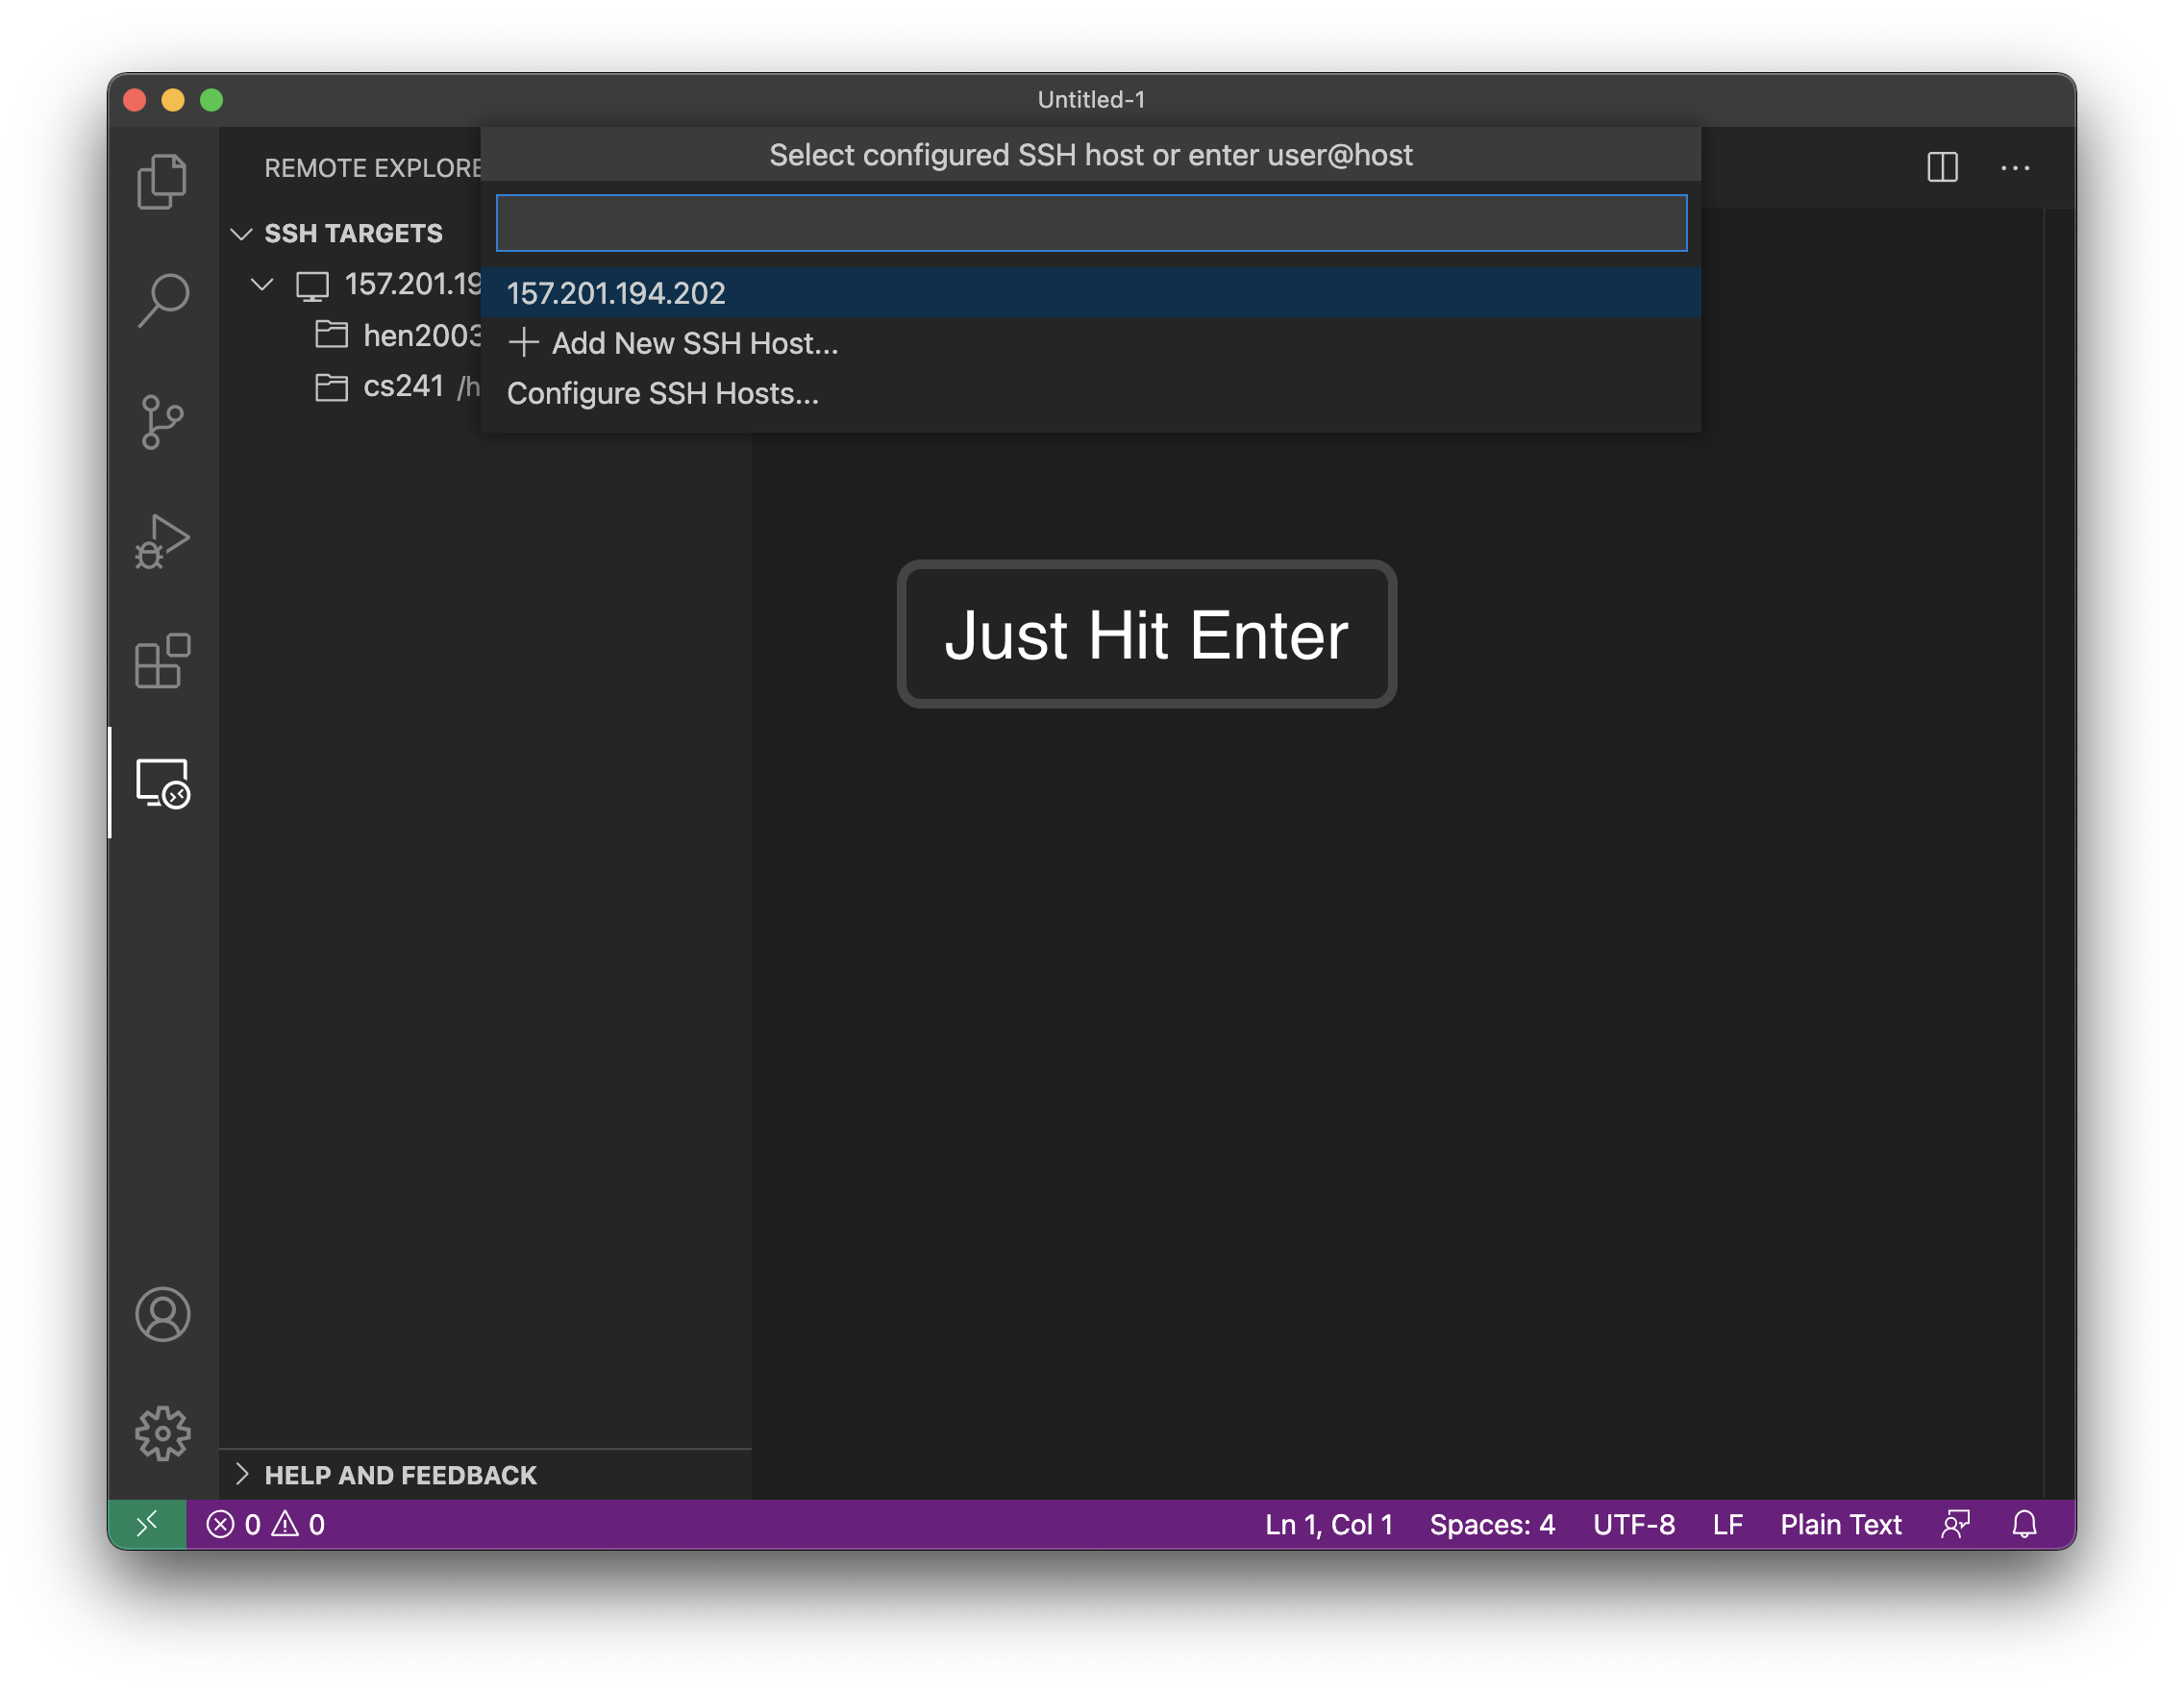 Untitled-1
Select configured SSH host or enter user@host
REMOTE EXPLORE
SSH TARGETS
157.201.19
hen2003
cs241 /h
157.201.194.202
Add New SSH Host...
Configure SSH Hosts...
Just Hit Enter
HELP AND FEEDBACK
0 0 Ln 1, Col 1 Spaces: 4 UTF-8 LF Plain Text